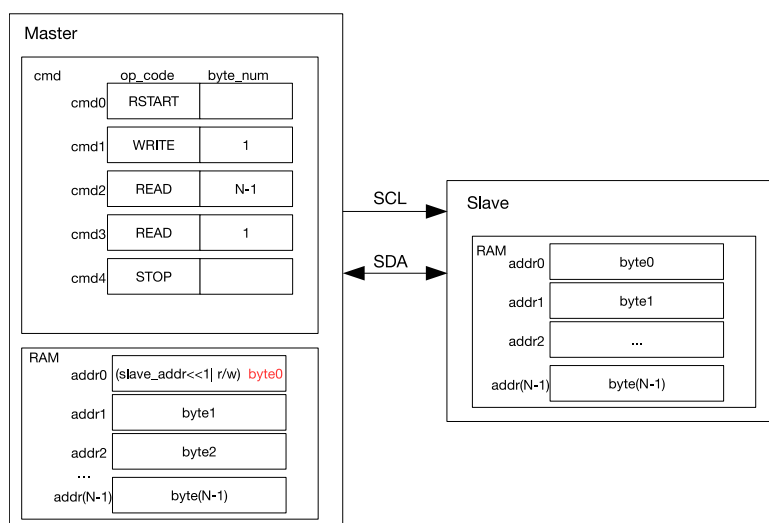 Master
cmd op_code byte_num
cmd0 RSTART
cmd1 WRITE 1
cmd2 READ N-1
cmd3 READ 1
cmd4 STOP
RAM
addr0 (slave_addr<<1| r/w) byte0
addr1 byte1
addr2 byte2
...
addr(N-1) byte(N-1)
SCL
SDA
Slave
RAM
addr0 byte0
addr1 byte1
addr2 ...
addr(N-1) byte(N-1)